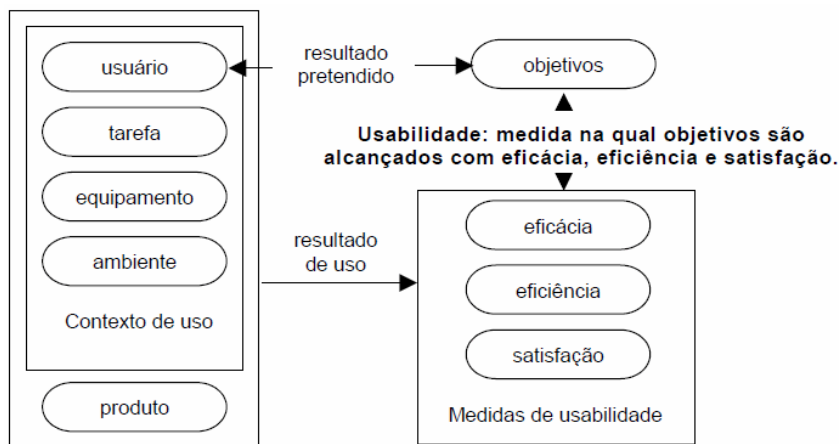 usuário
resultado
pretendido
objetivos
tarefa
Usabilidade: medida na qual objetivos são
alcançados com eficácia, eficiência e satisfação.
equipamento
ambiente
Contexto de uso
produto
resultado
de uso
eficácia
eficiência
satisfação
Medidas de usabilidade